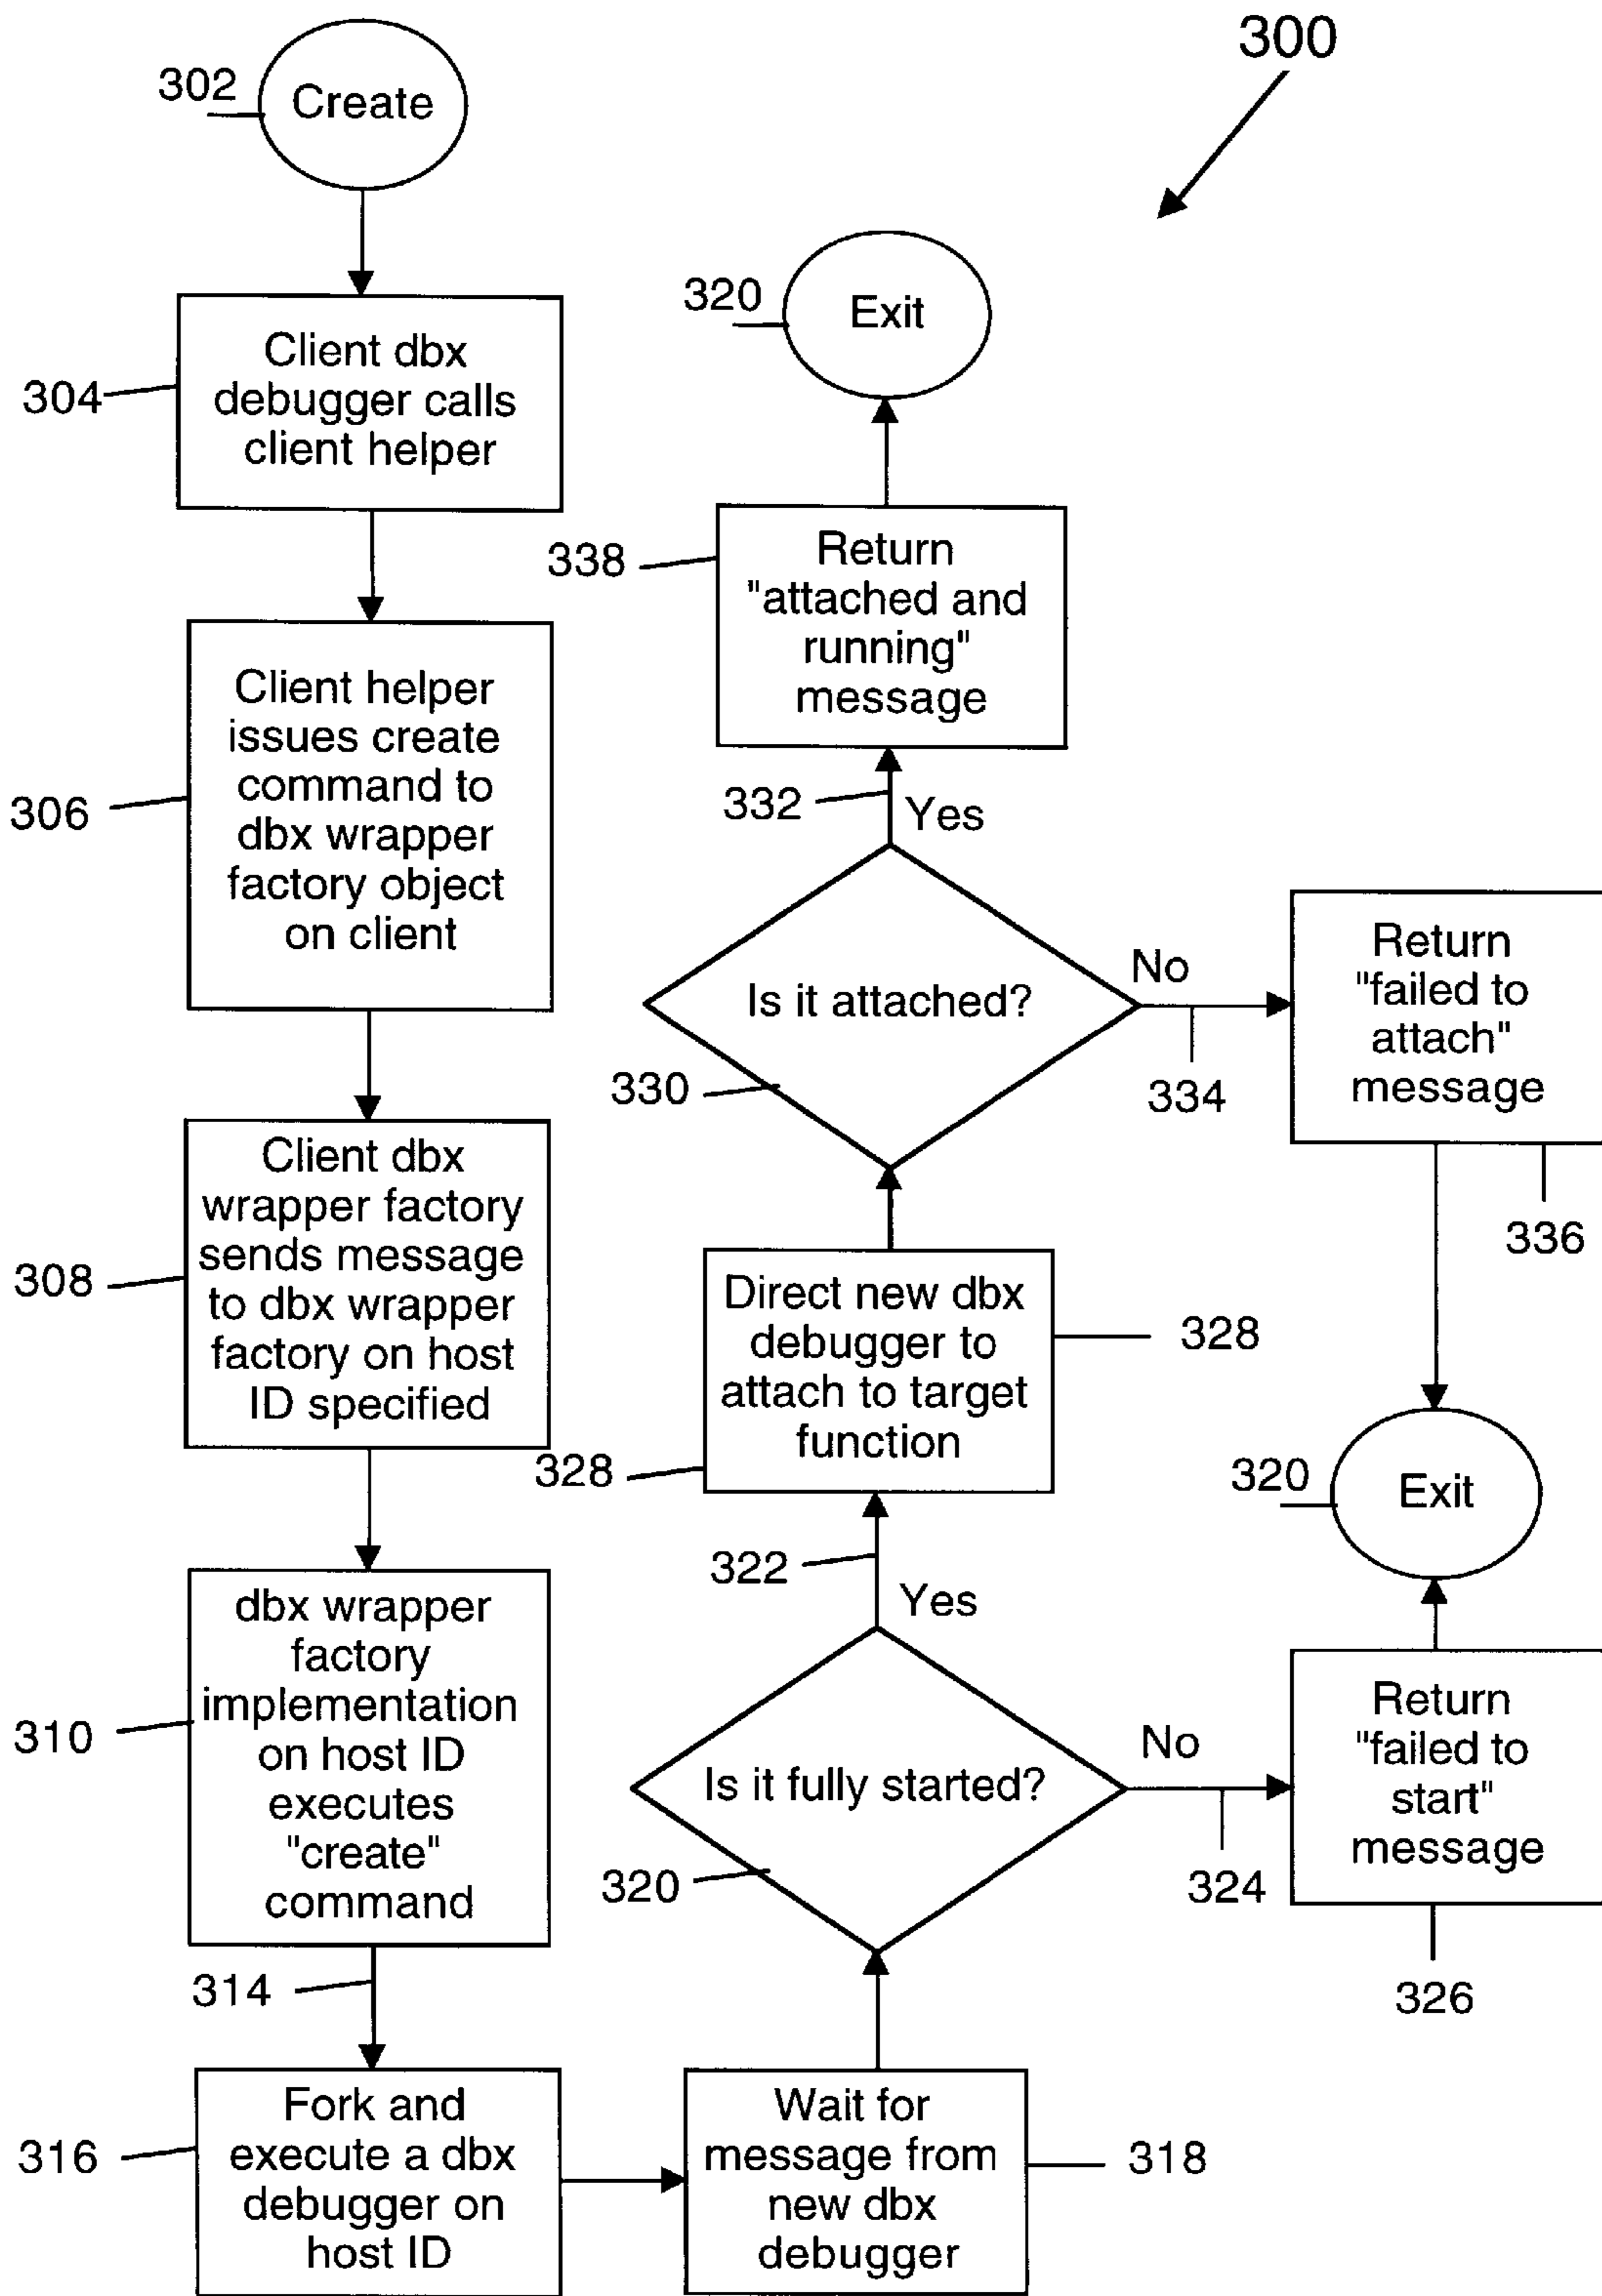 300
302
Create
304
Client dbx
debugger calls
client helper
306
Client helper
issues create
command to
dbx wrapper
factory object
on client
308
Client dbx
wrapper factory
sends message
to dbx wrapper
factory on host
ID specified
310
dbx wrapper
factory
implementation
on host ID
executes
"create"
command
314
316
Fork and
execute a dbx
debugger on
host ID
Wait for
message from
new dbx
debugger
318
Is it fully started?
320
No
324
Return
"failed to
start"
message
326
Yes
322
Direct new dbx
debugger to
attach to target
function
328
328
Is it attached?
330
No
334
Return
"failed to
attach"
message
336
320
Exit
Yes
332
338
Return
"attached and
running"
message
320
Exit